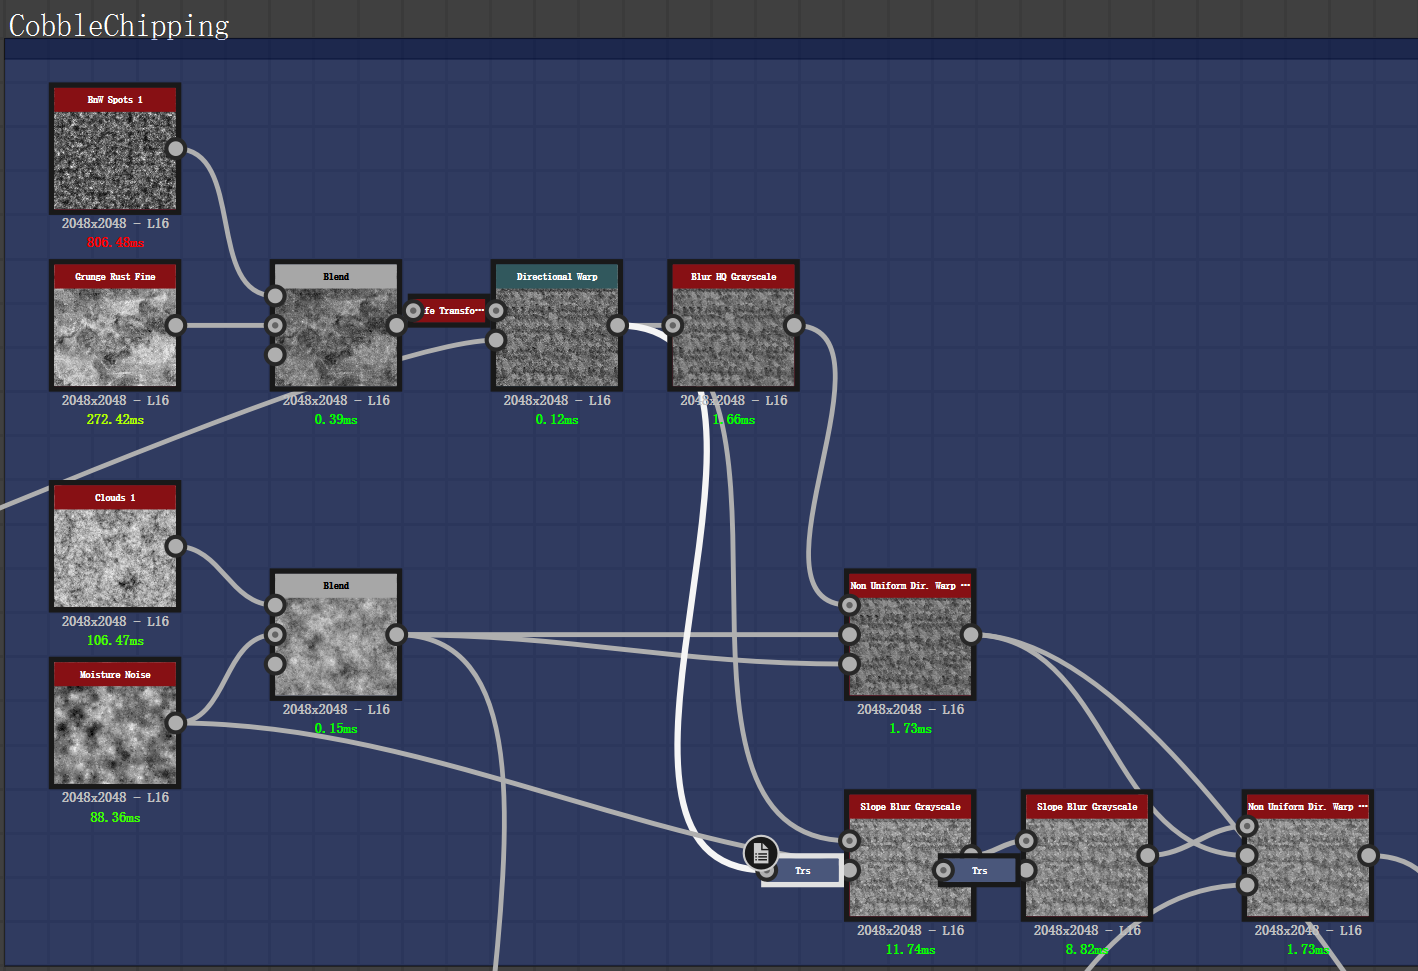 CobbleChipping
BnW Spots 1
2048x2048 - L16
806.48ms
Grunge Rust Fine
2048x2048 - L16
272.42ms
Blend
2048x2048 - L16
0.39ms
fe Transfo···
Directional Warp
2048x2048 - L16
0.12ms
Blur HQ Grayscale
2048x2048 - L16
1.66ms
Clouds 1
2048x2048 - L16
106.47ms
Blend
2048x2048 - L16
0.15ms
Moisture Noise
2048x2048 - L16
88.36ms
Non Uniform Dir. Warp ···
2048x2048 - L16
1.73ms
Trs
Slope Blur Grayscale
2048x2048 - L16
11.74ms
Trs
Slope Blur Grayscale
2048x2048 - L16
8.82ms
Non Uniform Dir. Warp ···
2048x2048 - L16
1.73ms